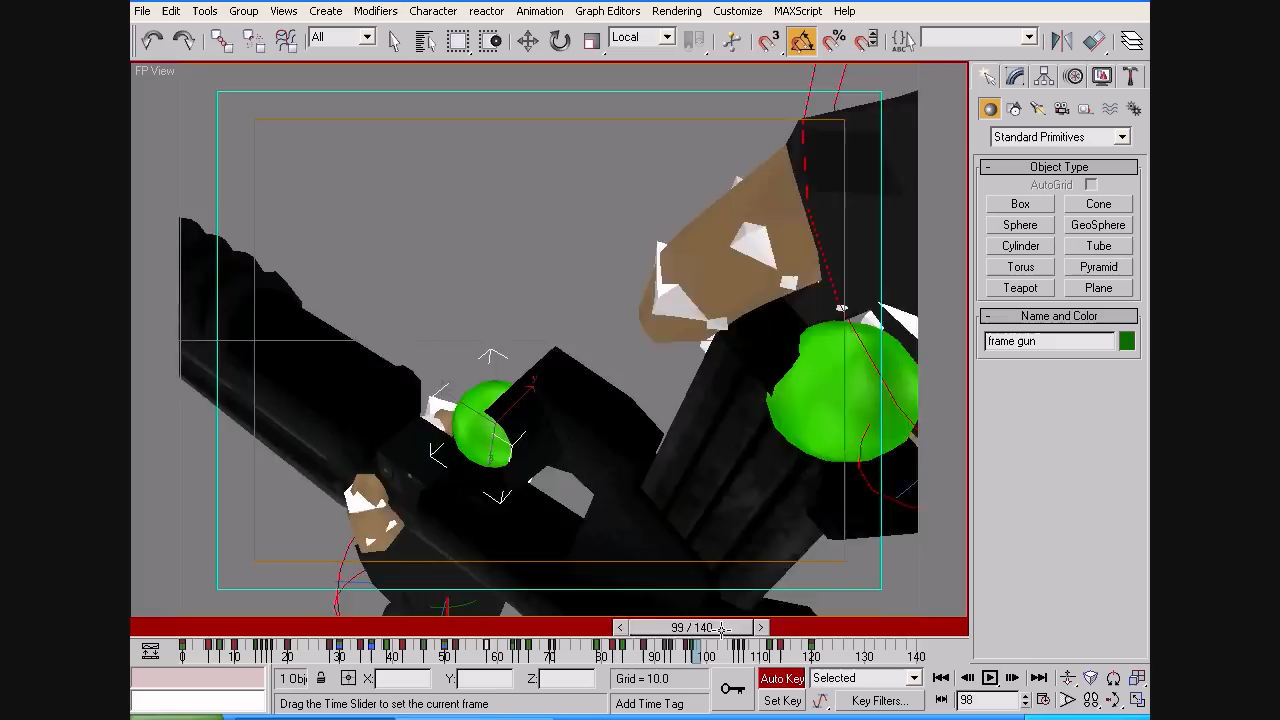 File Edit Tools Group Views Create Modifiers Character reactor Animation Graph Editors Rendering Customize MAXScript Help
All Local 3 % ABC
FP View
Standard Primitives
- Object Type
AutoGrid
Box Cone
Sphere GeoSphere
Cylinder Tube
Torus Pyramid
Teapot Plane
- Name and Color
frame gun
y
< 99 / 140 >
0 10 20 30 40 50 60 70 80 90 100 110 120 130 140
1 Obj X: Y: Z: Grid = 10.0 Auto Key Selected
Drag the Time Slider to set the current frame Add Time Tag Set Key Key Filters... 98